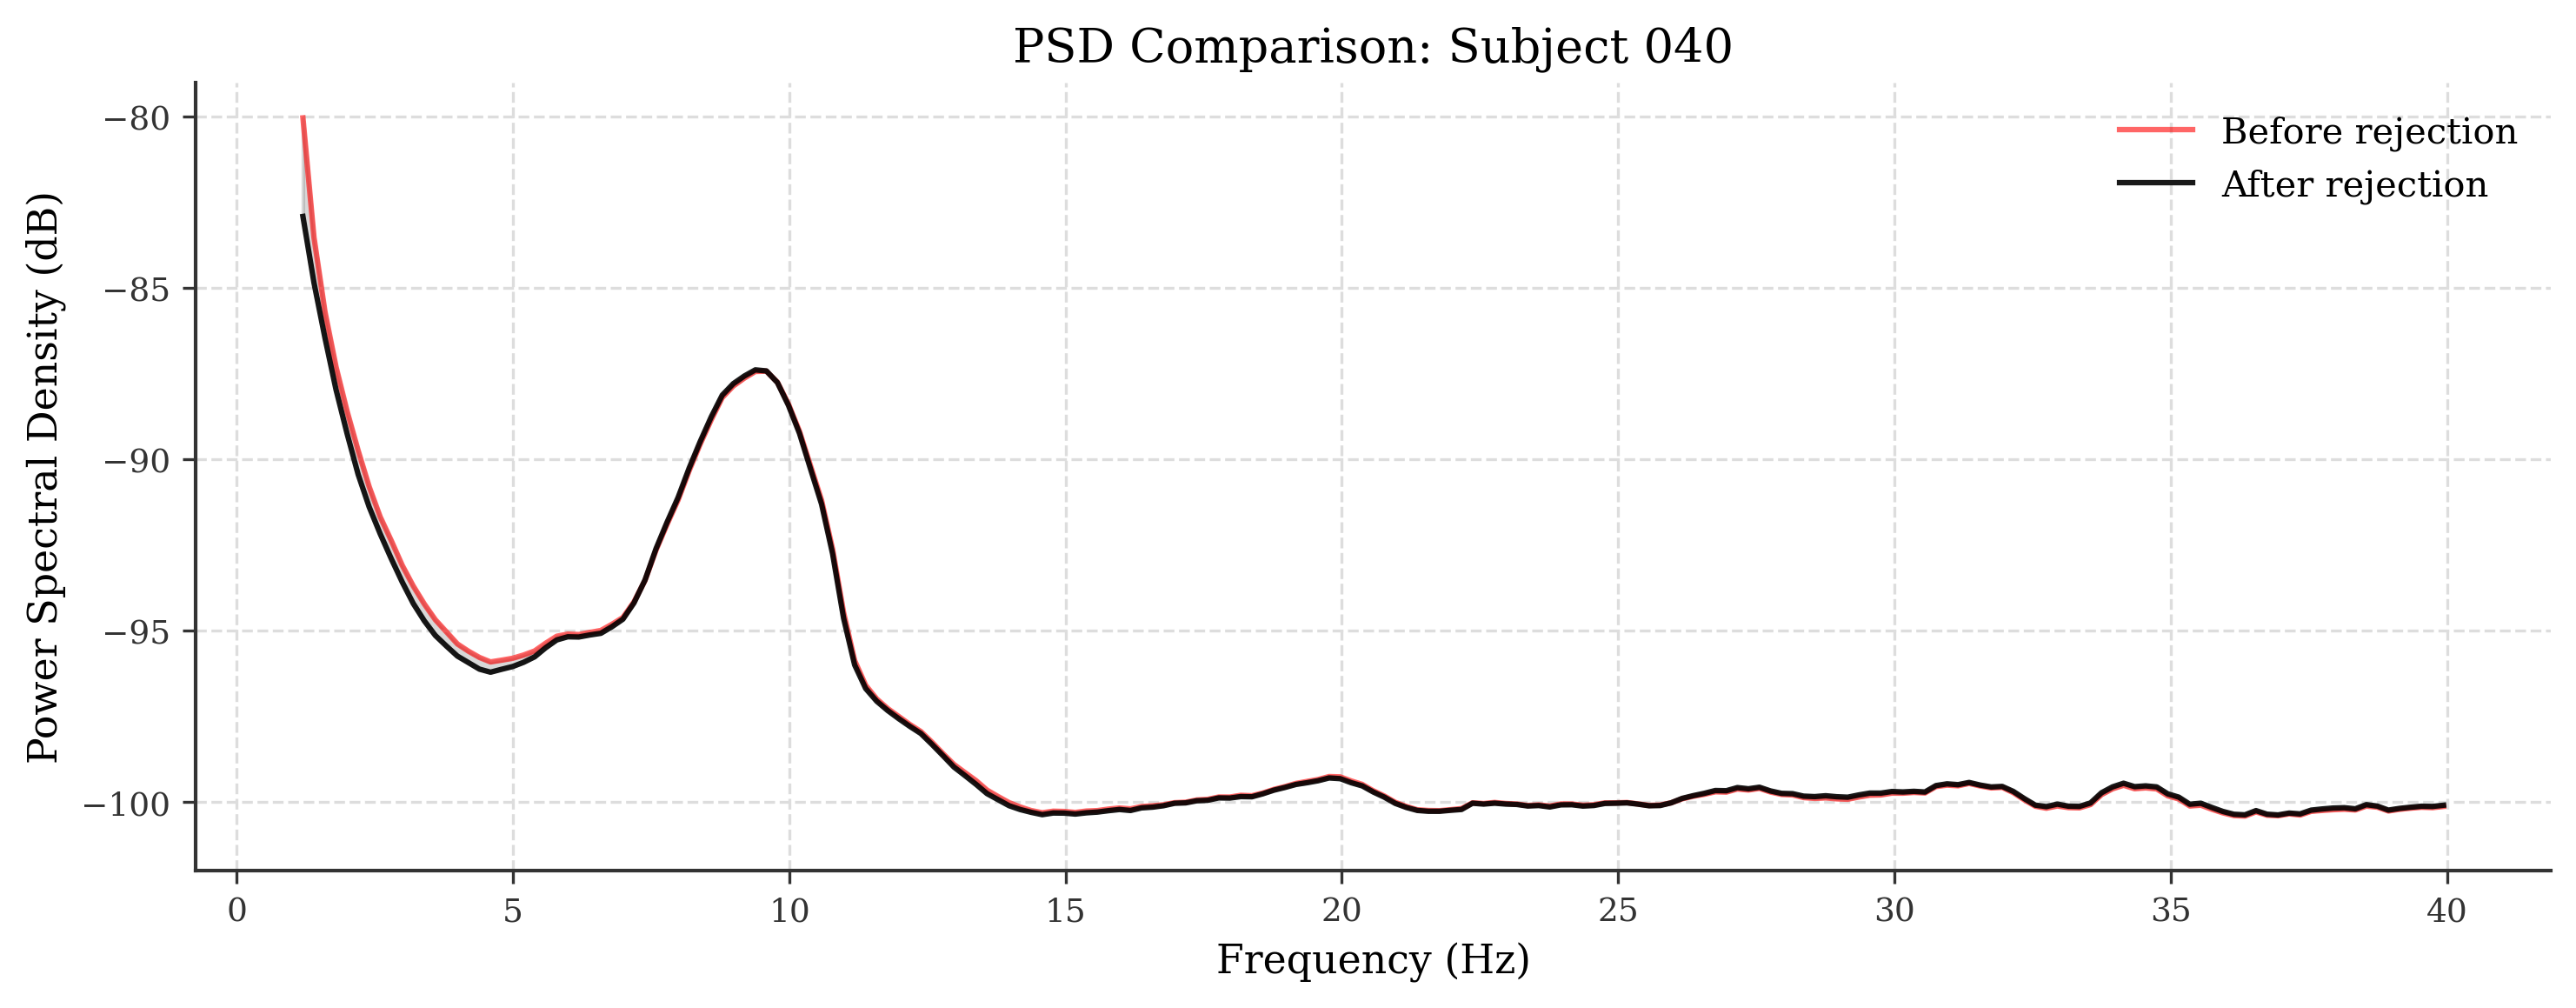 PSD Comparison: Subject 040
Before rejection
After rejection
Power Spectral Density (dB)
−80
−85
−90
−95
−100
0 5 10 15 20 25 30 35 40
Frequency (Hz)